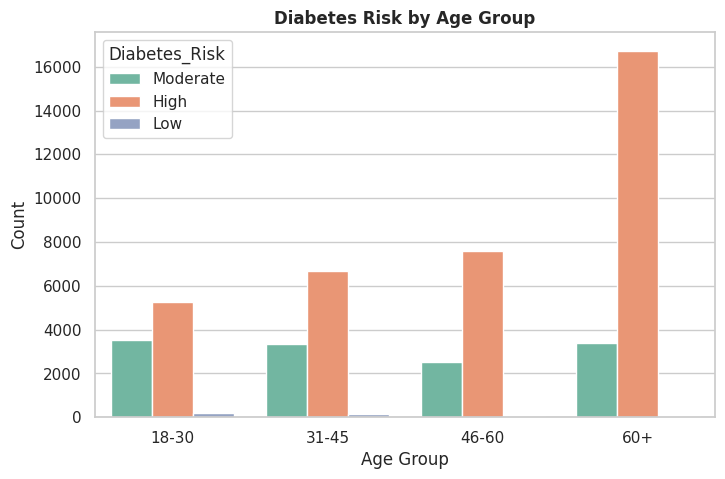 Diabetes Risk by Age Group
Diabetes_Risk
Moderate
High
Low
16000
14000
12000
10000
8000
6000
4000
2000
0
Count
18-30
31-45
46-60
60+
Age Group